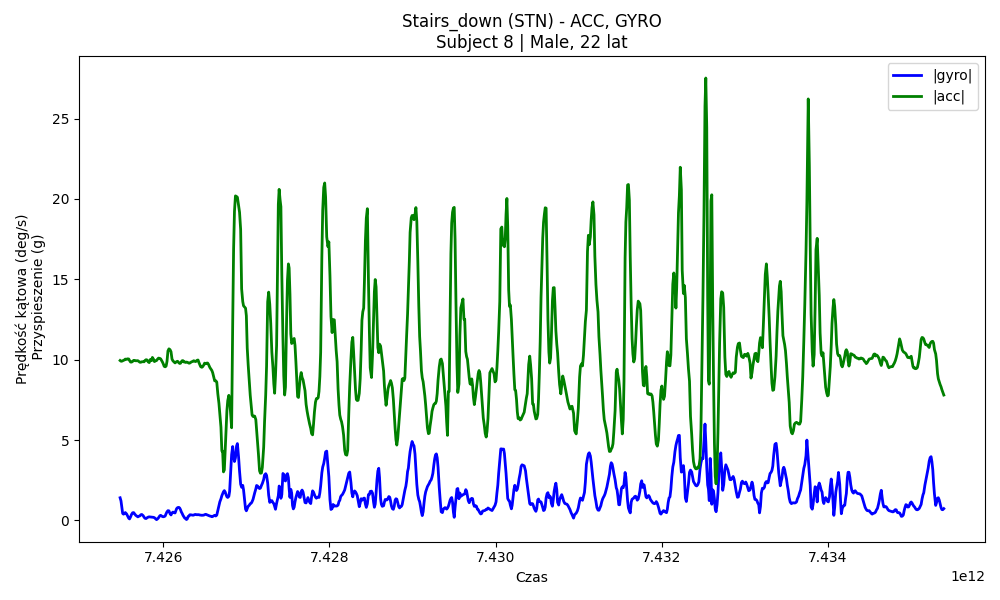 Stairs_down (STN) - ACC, GYRO
Subject 8 | Male, 22 lat
|gyro|
|acc|
Prędkość kątowa (deg/s)
Przyspieszenie (g)
25
20
15
10
5
0
7.426
7.428
7.430
7.432
7.434
1e12
Czas